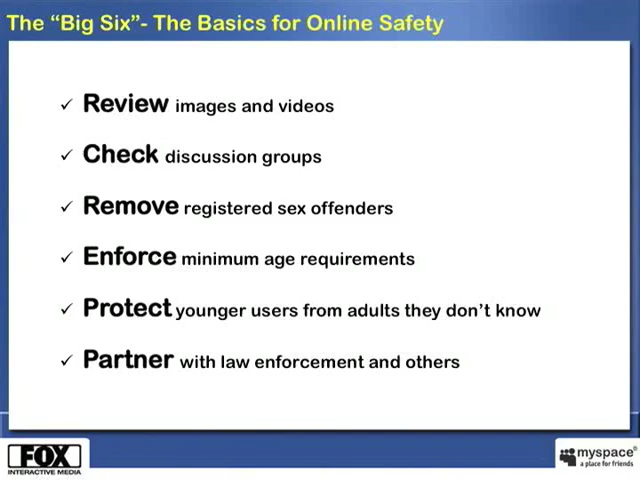 The “Big Six”- The Basics for Online Safety
✓ Review images and videos
✓ Check discussion groups
✓ Remove registered sex offenders
✓ Enforce minimum age requirements
✓ Protect younger users from adults they don’t know
✓ Partner with law enforcement and others
FOX
INTERACTIVE MEDIA
myspace®
a place for friends